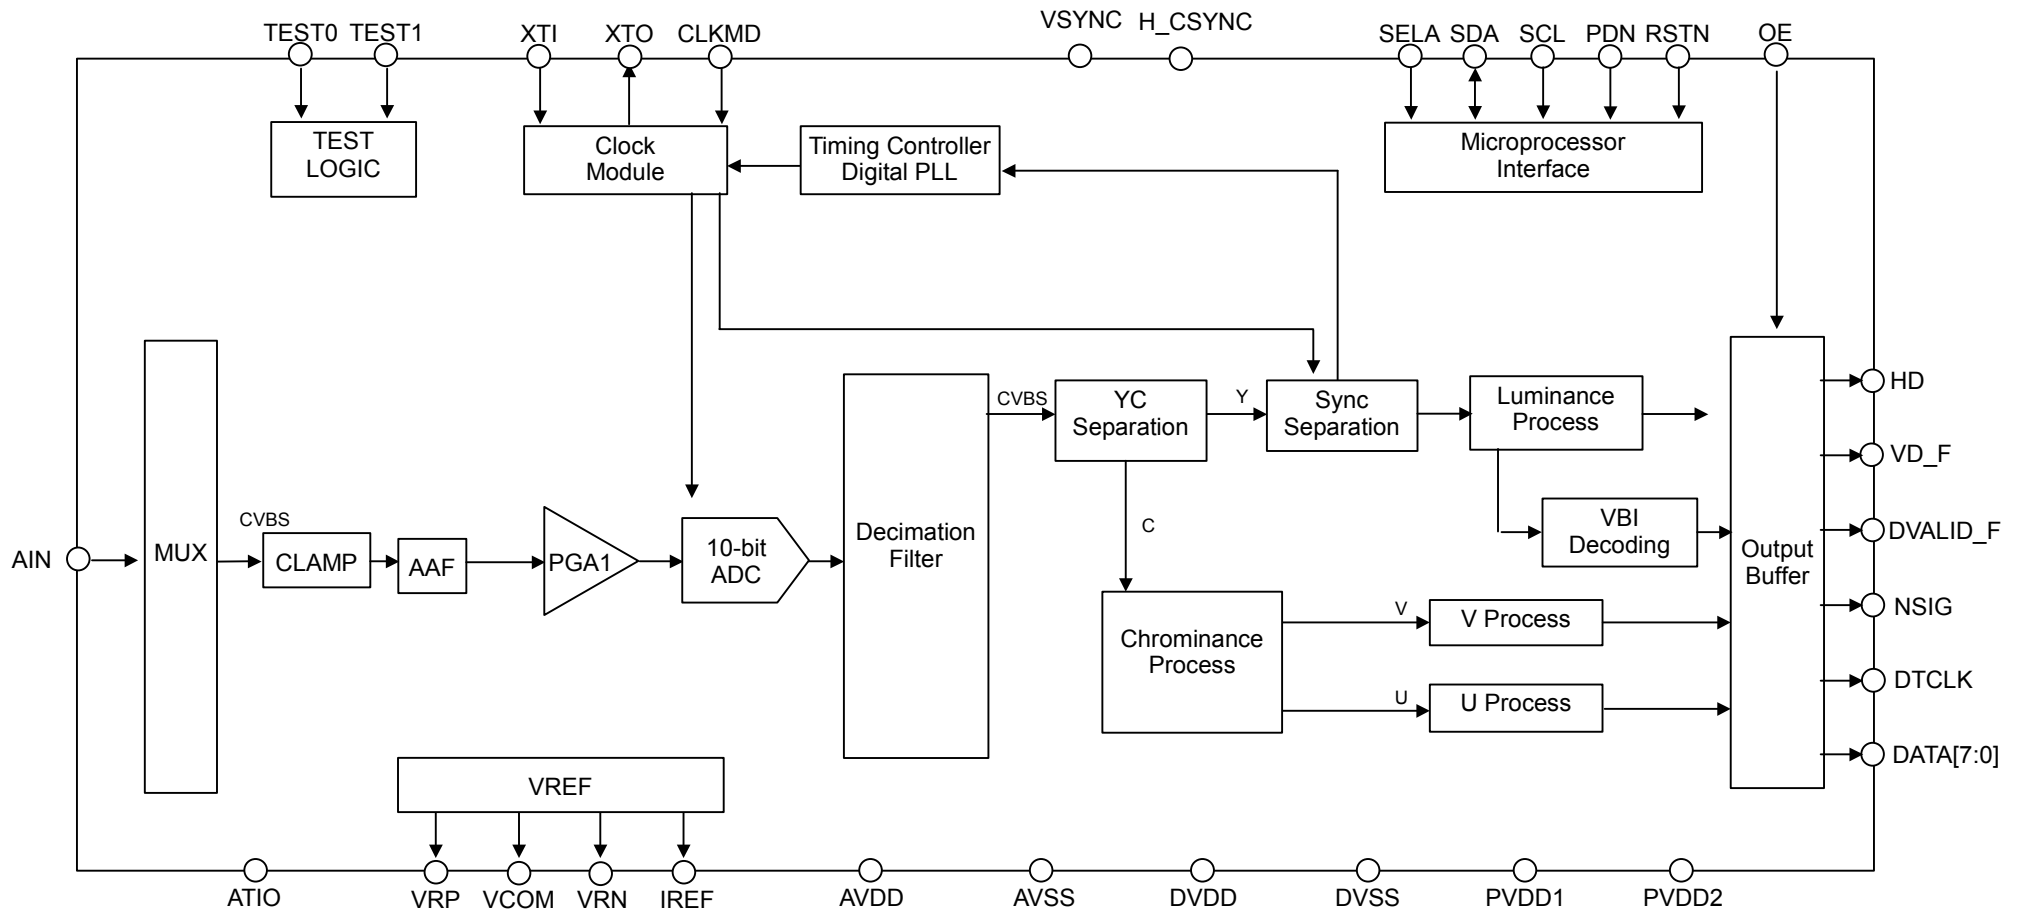 VSYNC H_CSYNC
TEST0 TEST1 XTI XTO CLKMD SELA SDA SCL PDN RSTN OE
TEST
LOGIC
Clock
Module
Timing Controller
Digital PLL
Microprocessor
Interface
AIN
MUX
CVBS
CLAMP
AAF
PGA1
10-bit
ADC
Decimation
Filter
CVBS
YC
Separation
Y
Sync
Separation
Luminance
Process
C
VBI
Decoding
Chrominance
Process
V
V Process
U
U Process
Output
Buffer
HD
VD_F
DVALID_F
NSIG
DTCLK
DATA[7:0]
VREF
ATIO VRP VCOM VRN IREF AVDD AVSS DVDD DVSS PVDD1 PVDD2